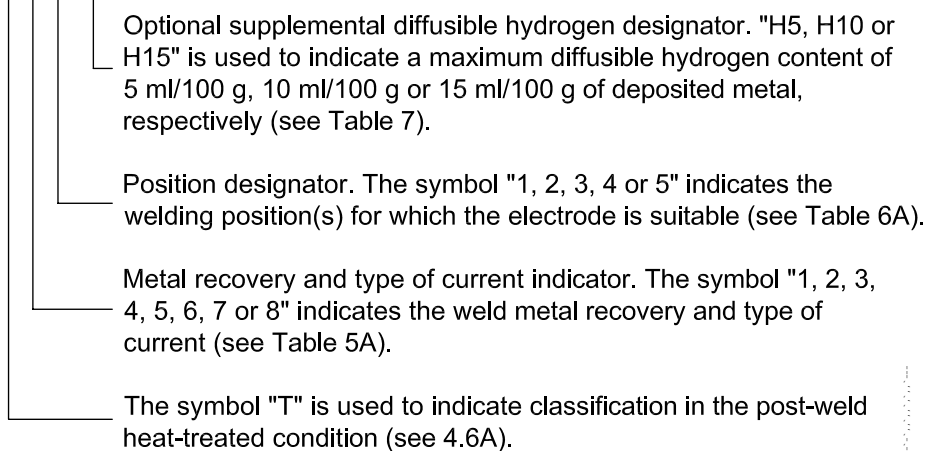 Optional supplemental diffusible hydrogen designator. "H5, H10 or
H15" is used to indicate a maximum diffusible hydrogen content of
5 ml/100 g, 10 ml/100 g or 15 ml/100 g of deposited metal,
respectively (see Table 7).
Position designator. The symbol "1, 2, 3, 4 or 5" indicates the
welding position(s) for which the electrode is suitable (see Table 6A).
Metal recovery and type of current indicator. The symbol "1, 2, 3,
4, 5, 6, 7 or 8" indicates the weld metal recovery and type of
current (see Table 5A).
The symbol "T" is used to indicate classification in the post-weld
heat-treated condition (see 4.6A).